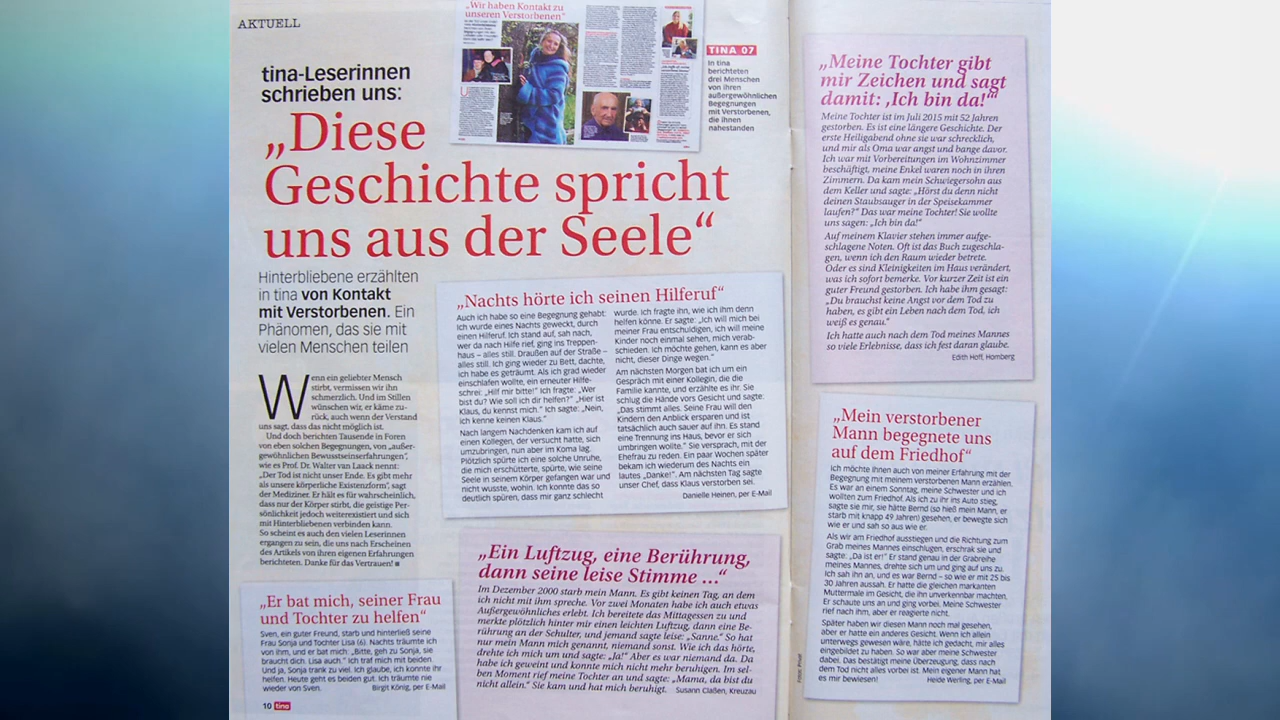 AKTUELL
tina-Leserinnen
schrieben uns:
„Diese
Geschichte spricht
uns aus der Seele“
Hinterbliebene erzählten
in tina von Kontakt
mit Verstorbenen. Ein
Phänomen, das sie mit
vielen Menschen teilen
„Wir haben Kontakt zu
unseren Verstorbenen“
TINA 07
In tina
berichteten
drei Menschen
von ihren
außergewöhnlichen
Begegnungen
mit Verstorbenen,
die ihnen
nahestanden
Wenn ein geliebter Mensch
stirbt, vermissen wir ihn
schmerzlich. Und im Stillen
wünschen wir, er käme zu-
rück, auch wenn der Verstand
uns sagt, dass das nicht möglich ist.
Und doch berichten Tausende in Foren
von eben solchen Begegnungen, von „außer-
gewöhnlichen Bewusstseinserfahrungen“,
wie es Prof. Dr. Walter van Laack nennt:
„Der Tod ist nicht unser Ende. Es gibt mehr
als unsere körperliche Existenzform“, sagt
der Mediziner. Er hält es für wahrscheinlich,
dass nur der Körper stirbt, die geistige Per-
sönlichkeit jedoch weiterexistiert und sich
mit Hinterbliebenen verbinden kann.
So scheint es auch den vielen Leserinnen
ergangen zu sein, die uns nach Erscheinen
des Artikels von ihren eigenen Erfahrungen
berichteten. Danke für das Vertrauen!
„Er bat mich, seiner Frau
und Tochter zu helfen“
Sven, ein guter Freund, starb und hinterließ seine
Frau Sonja und Tochter Lisa (6). Nachts träumte ich
von ihm, und er bat mich: „Bitte, geh zu Sonja, sie
braucht dich. Lisa auch.“ Ich traf mich mit beiden.
Und ja, Sonja trank zu viel. Ich glaube, ich konnte ihr
helfen. Heute geht es beiden gut. Ich träumte nie
wieder von Sven. Birgit König, per E-Mail
10 tina
„Nachts hörte ich seinen Hilferuf“
Auch ich habe so eine Begegnung gehabt:
Ich wurde eines Nachts geweckt, durch
einen Hilferuf. Ich stand auf, sah nach,
wer da nach Hilfe rief, ging ins Treppen-
haus – alles still. Draußen auf der Straße –
alles still. Ich ging wieder zu Bett, dachte,
ich habe es geträumt. Als ich grad wieder
einschlafen wollte, ein erneuter Hilfe-
schrei: „Hilf mir bitte!“ Ich fragte: „Wer
bist du? Wie soll ich dir helfen?“ „Hier ist
Klaus, du kennst mich.“ Ich sagte: „Nein,
ich kenne keinen Klaus.“
Nach langem Nachdenken kam ich auf
einen Kollegen, der versucht hatte, sich
umzubringen, nun aber im Koma lag.
Plötzlich spürte ich eine solche Unruhe,
die mich erschütterte, spürte, wie seine
Seele in seinem Körper gefangen war und
nicht wusste, wohin. Ich konnte das so
deutlich spüren, dass mir ganz schlecht
wurde. Ich fragte ihn, wie ich ihm denn
helfen könne. Er sagte: „Ich will mich bei
meiner Frau entschuldigen, ich will meine
Kinder noch einmal sehen, mich verab-
schieden. Ich möchte gehen, kann es aber
nicht, dieser Dinge wegen.“
Am nächsten Morgen bat ich um ein
Gespräch mit einer Kollegin, die die
Familie kannte, und erzählte es ihr. Sie
schlug die Hände vors Gesicht und sagte:
„Das stimmt alles. Seine Frau will den
Kindern den Anblick ersparen und ist
tatsächlich auch sauer auf ihn. Es stand
eine Trennung ins Haus, bevor er sich
umbringen wollte.“ Sie versprach, mit der
Ehefrau zu reden. Ein paar Wochen später
bekam ich wiederum des Nachts ein
lautes „Danke!“. Am nächsten Tag sagte
unser Chef, dass Klaus verstorben sei.
Danielle Heinen, per E-Mail
„Ein Luftzug, eine Berührung,
dann seine leise Stimme ...“
Im Dezember 2000 starb mein Mann. Es gibt keinen Tag, an dem
ich nicht mit ihm spreche. Vor zwei Monaten habe ich auch etwas
Außergewöhnliches erlebt. Ich bereitete das Mittagessen zu und
merkte plötzlich hinter mir einen leichten Luftzug, dann eine Be-
rührung an der Schulter, und jemand sagte leise: „Sanne.“ So hat
nur mein Mann mich genannt, niemand sonst. Wie ich das hörte,
drehte ich mich um und sagte: „Ja!“ Aber es war niemand da. Da
habe ich geweint und konnte mich nicht mehr beruhigen. Im sel-
ben Moment rief meine Tochter an und sagte: „Mama, da bist du
nicht allein.“ Sie kam und hat mich beruhigt. Susann Claßen, Kreuzau
„Meine Tochter gibt
mir Zeichen und sagt
damit: ‚Ich bin da!‘“
Meine Tochter ist im Juli 2015 mit 52 Jahren
gestorben. Es ist eine längere Geschichte. Der
erste Heiligabend ohne sie war schrecklich,
und mir als Oma war angst und bange davor.
Ich war mit Vorbereitungen im Wohnzimmer
beschäftigt, meine Enkel waren noch in ihren
Zimmern. Da kam mein Schwiegersohn aus
dem Keller und sagte: „Hörst du denn nicht
deinen Staubsauger in der Speisekammer
laufen?“ Das war meine Tochter! Sie wollte
uns sagen: „Ich bin da!“
Auf meinem Klavier stehen immer aufge-
schlagene Noten. Oft ist das Buch zugeschla-
gen, wenn ich den Raum wieder betrete.
Oder es sind Kleinigkeiten im Haus verändert,
was ich sofort bemerke. Vor kurzer Zeit ist ein
guter Freund gestorben. Ich habe ihm gesagt:
„Du brauchst keine Angst vor dem Tod zu
haben, es gibt ein Leben nach dem Tod, ich
weiß es genau.“
Ich hatte auch nach dem Tod meines Mannes
so viele Erlebnisse, dass ich fest daran glaube.
Edith Hoff, Homberg
„Mein verstorbener
Mann begegnete uns
auf dem Friedhof“
Ich möchte Ihnen auch von meiner Erfahrung mit der
Begegnung mit meinem verstorbenen Mann erzählen.
Es war an einem Sonntag, meine Schwester und ich
wollten zum Friedhof. Als ich zu ihr ins Auto stieg,
sagte sie mir, sie hätte Bernd (so hieß mein Mann, er
starb mit knapp 49 Jahren) gesehen, er bewegte sich
wie er und sah so aus wie er.
Als wir am Friedhof ausstiegen und die Richtung zum
Grab meines Mannes einschlugen, erschrak sie und
sagte: „Da ist er!“ Er stand genau in der Grabreihe
meines Mannes, drehte sich um und ging auf uns zu.
Ich sah ihn an, und es war Bernd – so wie er mit 25 bis
30 Jahren aussah. Er hatte die gleichen markanten
Muttermale im Gesicht, die ihn unverkennbar machten.
Er schaute uns an und ging vorbei. Meine Schwester
rief nach ihm, aber er reagierte nicht.
Später haben wir diesen Mann noch mal gesehen,
aber er hatte ein anderes Gesicht. Wenn ich allein
unterwegs gewesen wäre, hätte ich gedacht, mir alles
eingebildet zu haben. So war aber meine Schwester
dabei. Das bestätigt meine Überzeugung, dass nach
dem Tod nicht alles vorbei ist. Mein eigener Mann hat
es mir bewiesen! Heide Werling, per E-Mail